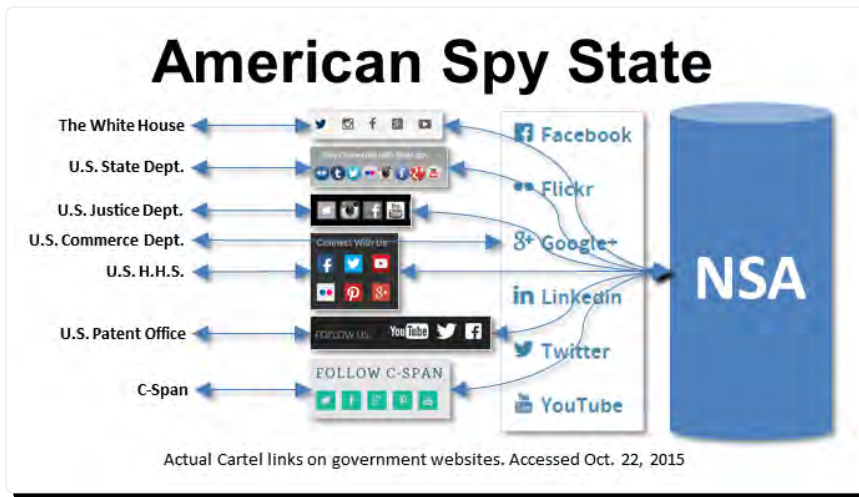 American Spy State
The White House
U.S. State Dept.
U.S. Justice Dept.
U.S. Commerce Dept.
U.S. H.H.S.
U.S. Patent Office
C-Span
Connect With Us
FOLLOW US
You Tube
FOLLOW C-SPAN
Facebook
Flickr
Google+
Linkedin
Twitter
YouTube
NSA
Actual Cartel links on government websites. Accessed Oct. 22, 2015